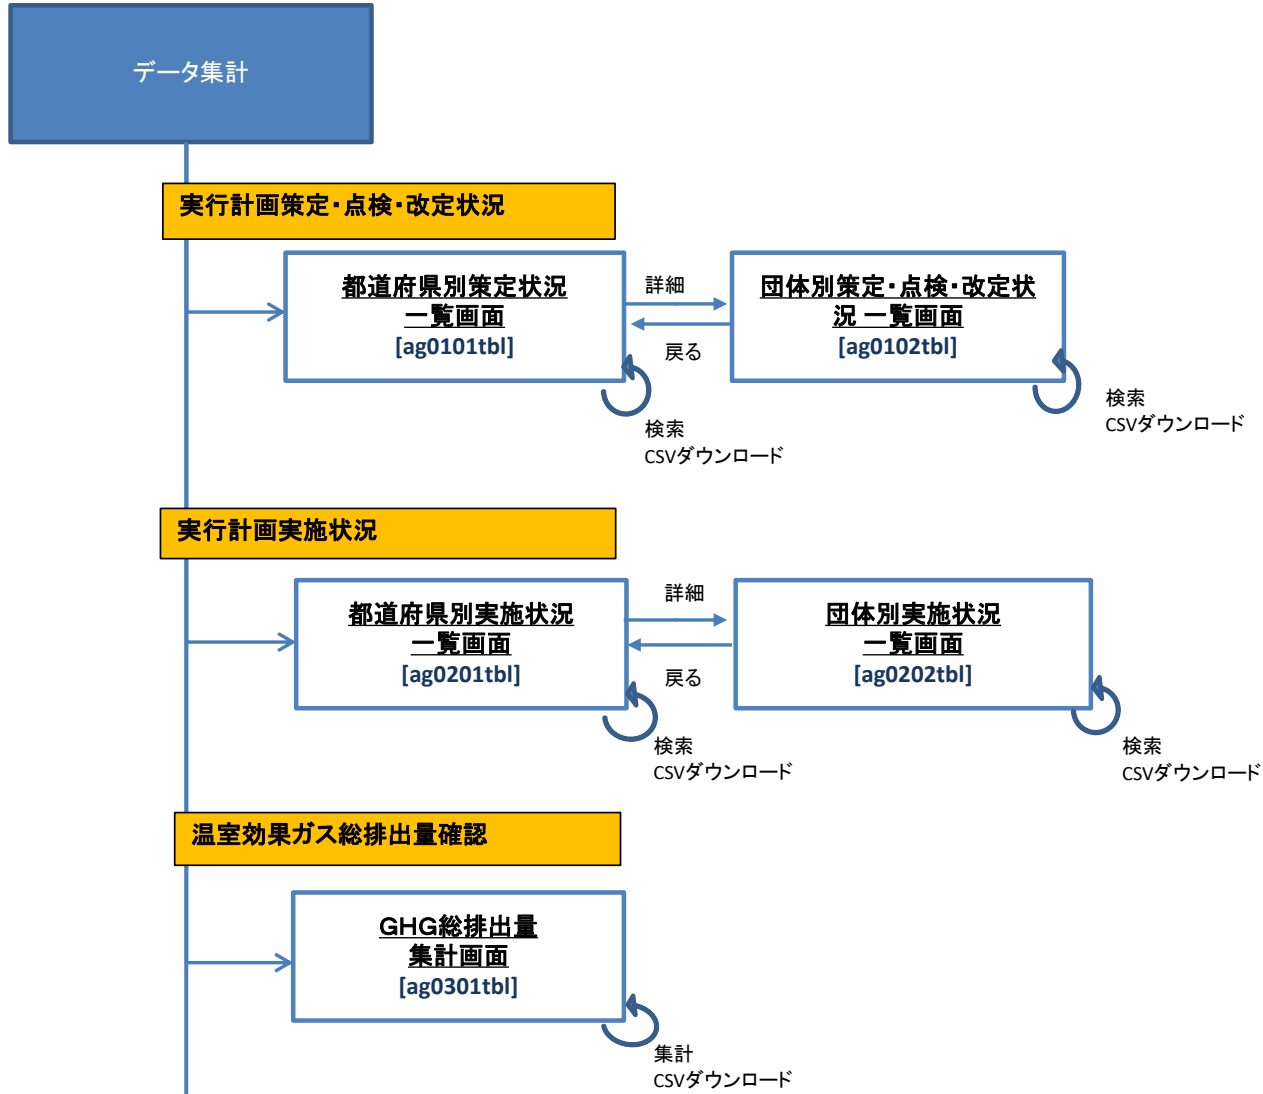 データ集計
実行計画策定・点検・改定状況
都道府県別策定状況
一覧画面
[ag0101tbl]
詳細
戻る
団体別策定・点検・改定状
況 一覧画面
[ag0102tbl]
検索
CSVダウンロード
検索
CSVダウンロード
実行計画実施状況
都道府県別実施状況
一覧画面
[ag0201tbl]
詳細
戻る
団体別実施状況
一覧画面
[ag0202tbl]
検索
CSVダウンロード
検索
CSVダウンロード
温室効果ガス総排出量確認
GHG総排出量
集計画面
[ag0301tbl]
集計
CSVダウンロード